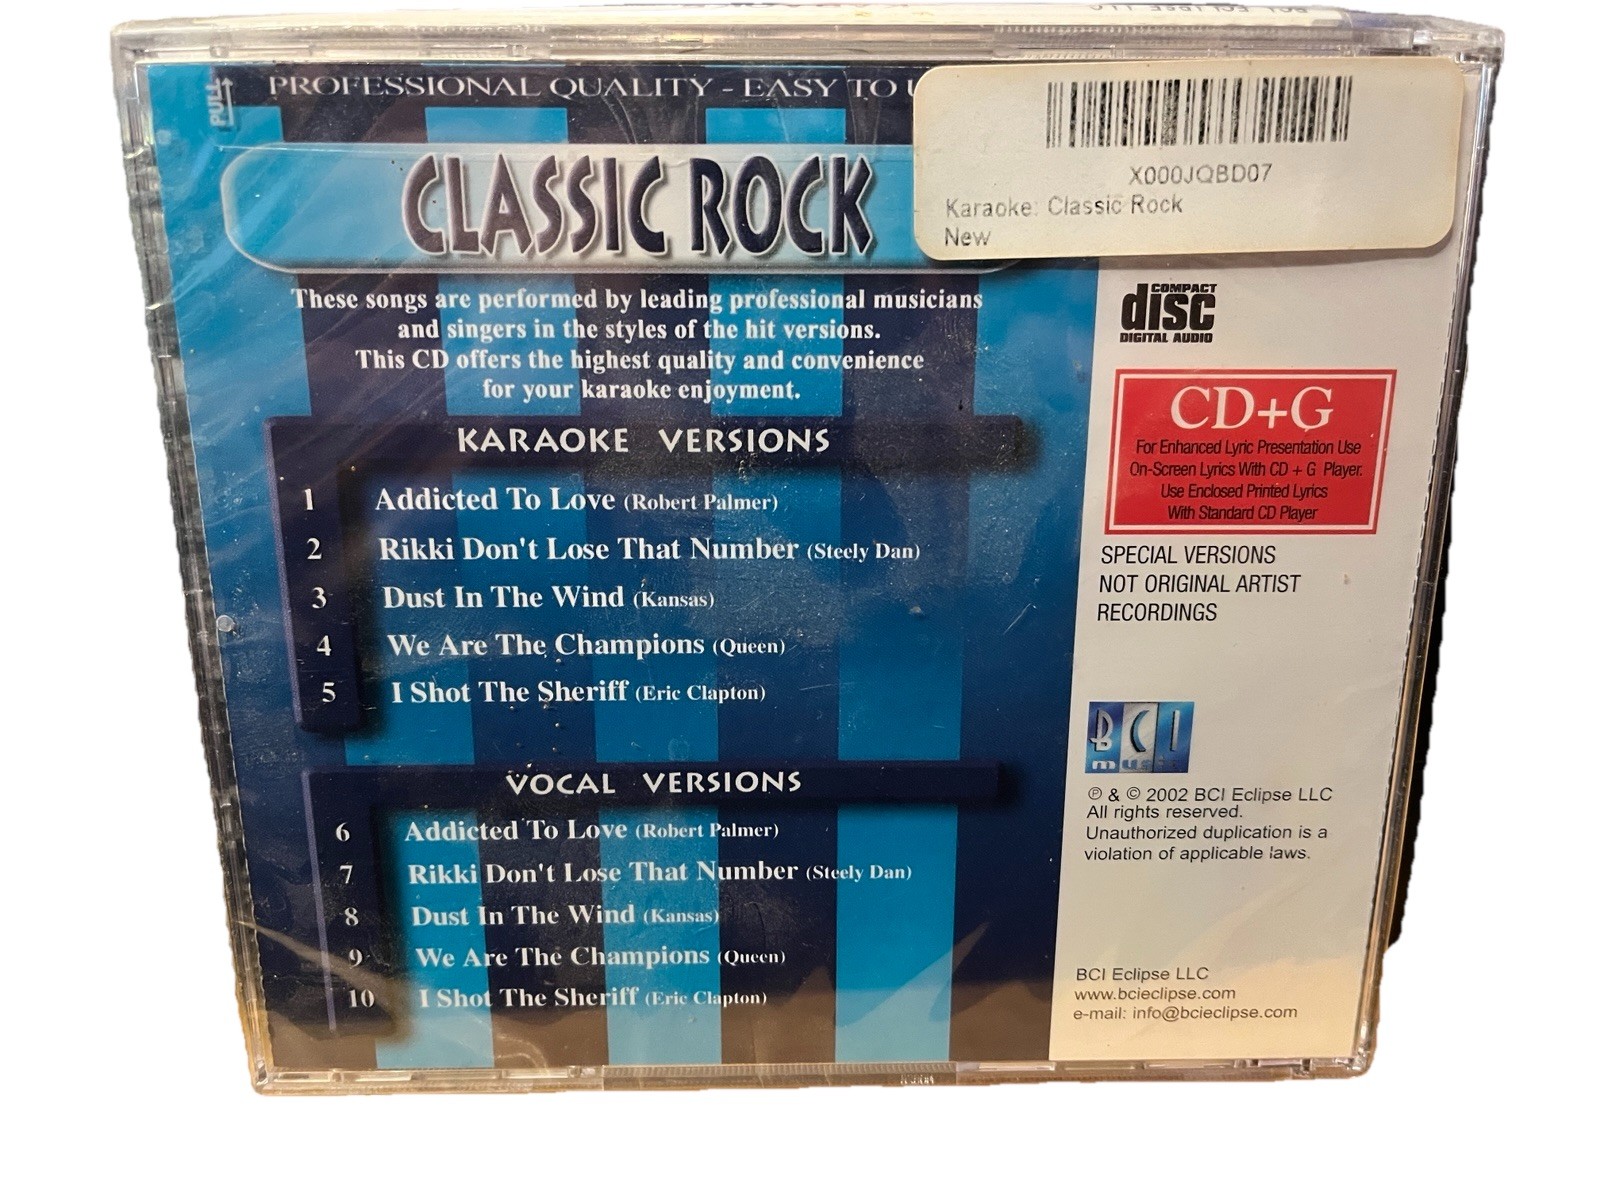 PULL
PROFESSIONAL QUALITY - EASY TO
X000JQBD07
Karaoke: Classic Rock
New
CLASSIC ROCK
These songs are performed by leading professional musicians
and singers in the styles of the hit versions.
This CD offers the highest quality and convenience
for your karaoke enjoyment.
KARAOKE VERSIONS
1 Addicted To Love (Robert Palmer)
2 Rikki Don't Lose That Number (Steely Dan)
3 Dust In The Wind (Kansas)
4 We Are The Champions (Queen)
5 I Shot The Sheriff (Eric Clapton)
VOCAL VERSIONS
6 Addicted To Love (Robert Palmer)
7 Rikki Don't Lose That Number (Steely Dan)
8 Dust In The Wind (Kansas)
9 We Are The Champions (Queen)
10 I Shot The Sheriff (Eric Clapton)
COMPACT
disc
DIGITAL AUDIO
CD+G
For Enhanced Lyric Presentation Use
On-Screen Lyrics With CD + G Player.
Use Enclosed Printed Lyrics
With Standard CD Player
SPECIAL VERSIONS
NOT ORIGINAL ARTIST
RECORDINGS
BCI
music
℗ & © 2002 BCI Eclipse LLC
All rights reserved.
Unauthorized duplication is a
violation of applicable laws.
BCI Eclipse LLC
www.bcieclipse.com
e-mail: info@bcieclipse.com